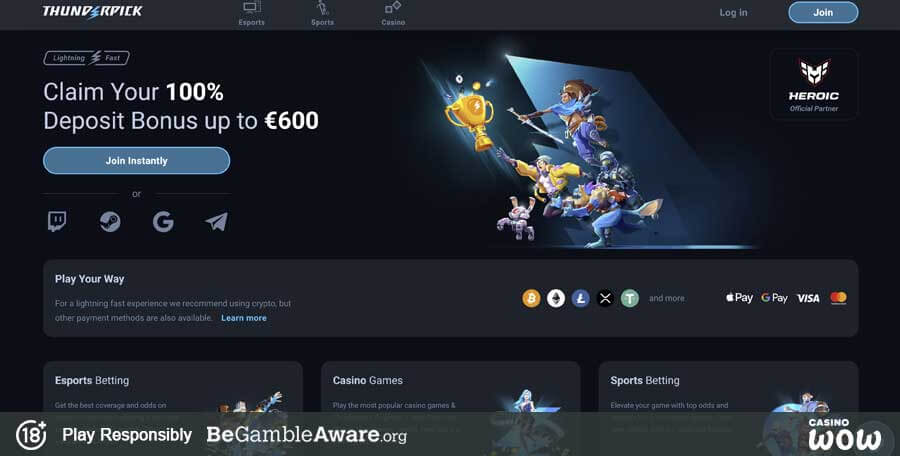 THUNDERPICK
Esports
Sports
Casino
Log in
Join
Lightning Fast
Claim Your 100%
Deposit Bonus up to €600
Join Instantly
or
HEROIC
Official Partner
Play Your Way
For a lightning fast experience we recommend using crypto, but
other payment methods are also available. Learn more
and more
Pay
G Pay
VISA
mastercard
Esports Betting
Get the best coverage and odds on
Casino Games
Play the most popular casino games &
Sports Betting
Elevate your game with top odds and
18+
Play Responsibly
BeGambleAware.org
CASINO
WOW